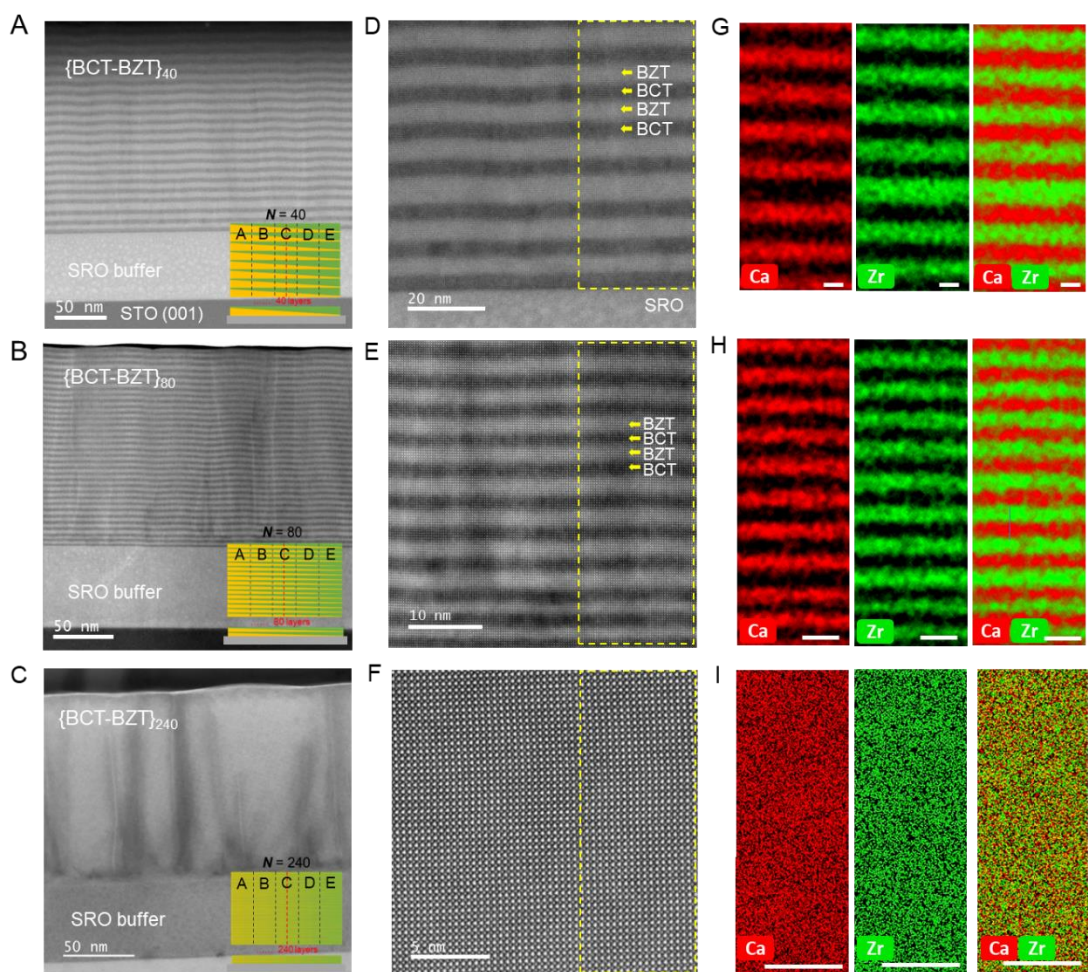 A
{BCT-BZT}40
N = 40
A B C D E
40 layers
SRO buffer
50 nm
STO (001)
D
BZT
BCT
BZT
BCT
20 nm
SRO
G
Ca
Zr
Ca Zr
B
{BCT-BZT}80
N = 80
A B C D E
80 layers
SRO buffer
50 nm
E
BZT
BCT
BZT
BCT
10 nm
H
Ca
Zr
Ca Zr
C
{BCT-BZT}240
N = 240
A B C D E
240 layers
SRO buffer
50 nm
F
5 nm
I
Ca
Zr
Ca Zr